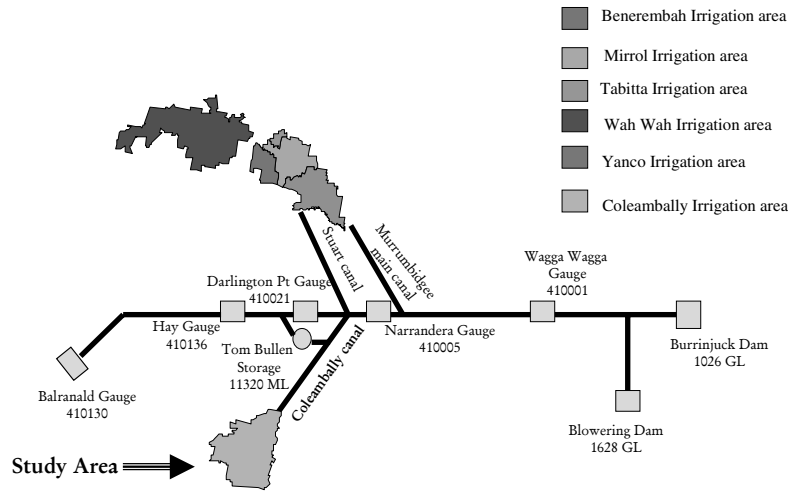 Benerembah Irrigation area
Mirrol Irrigation area
Tabitta Irrigation area
Wah Wah Irrigation area
Yanco Irrigation area
Coleambally Irrigation area
Stuart canal
Murrumbidgee
main canal
Wagga Wagga
Gauge
410001
Darlington Pt Gauge
410021
Hay Gauge
410136
Narrandera Gauge
410005
Burrinjuck Dam
1026 GL
Tom Bullen
Storage
11320 ML
Coleambally canal
Balranald Gauge
410130
Blowering Dam
1628 GL
Study Area